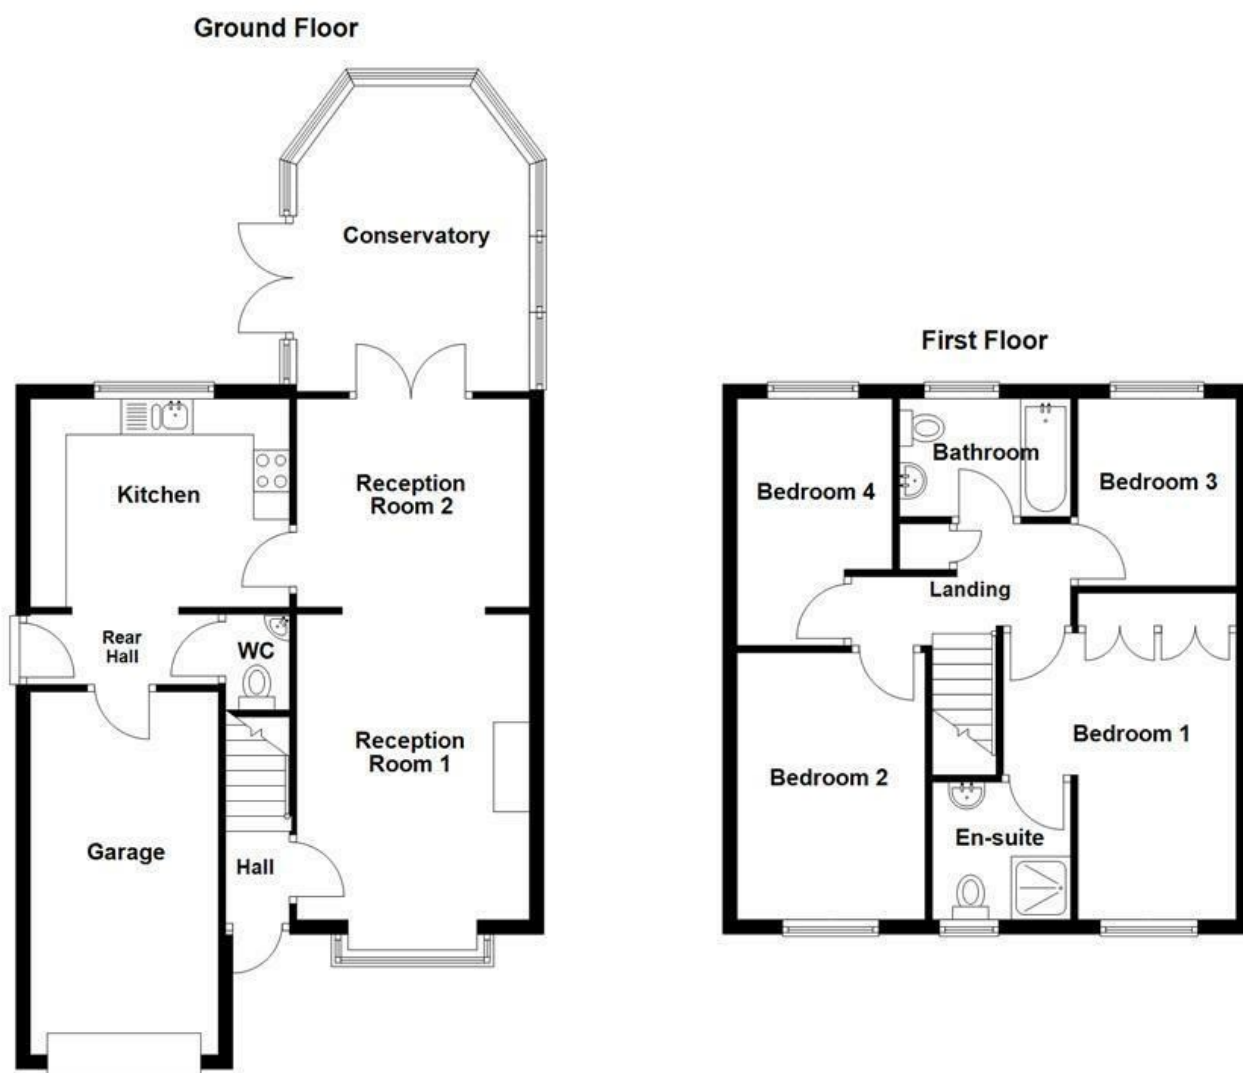 Ground Floor
Conservatory
Kitchen
Reception
Room 2
Rear
Hall
WC
Reception
Room 1
Garage
Hall
First Floor
Bedroom 4
Bathroom
Bedroom 3
Landing
Bedroom 2
Bedroom 1
En-suite